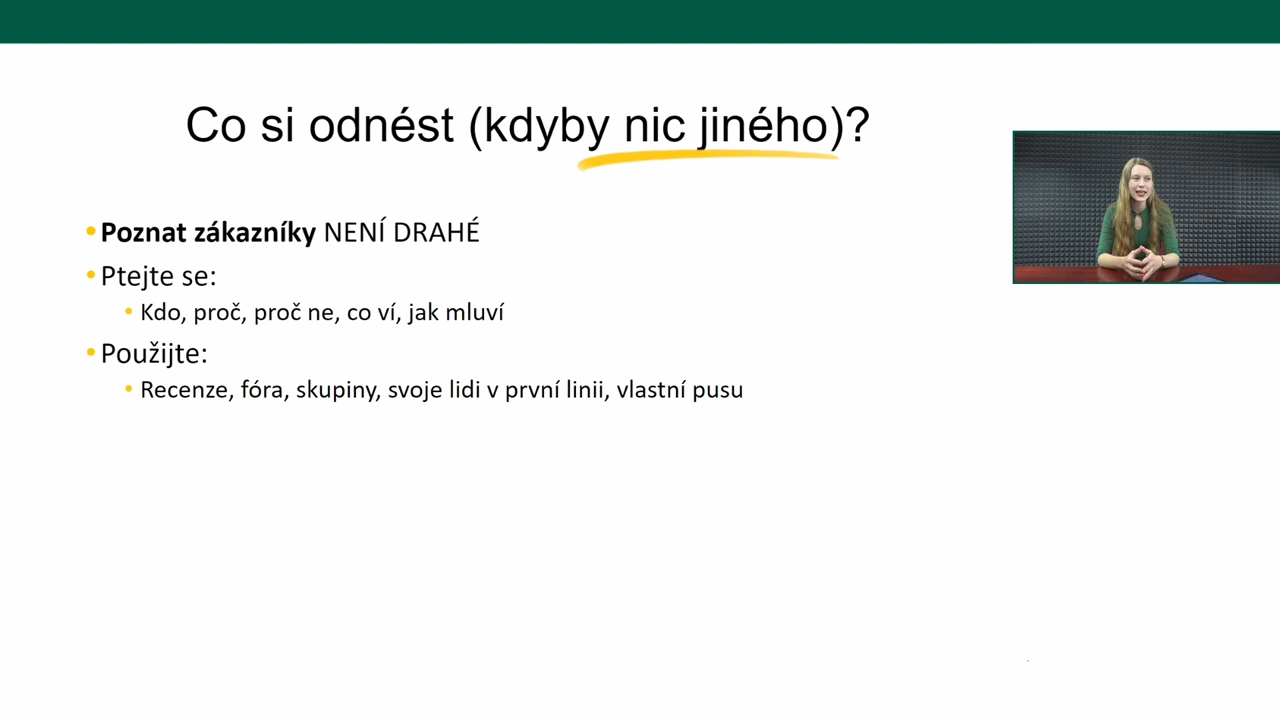 Co si odnést (kdyby nic jiného)?
•Poznat zákazníky NENÍ DRAHÉ
•Ptejte se:
•Kdo, proč, proč ne, co ví, jak mluví
•Použijte:
•Recenze, fóra, skupiny, svoje lidi v první linii, vlastní pusu